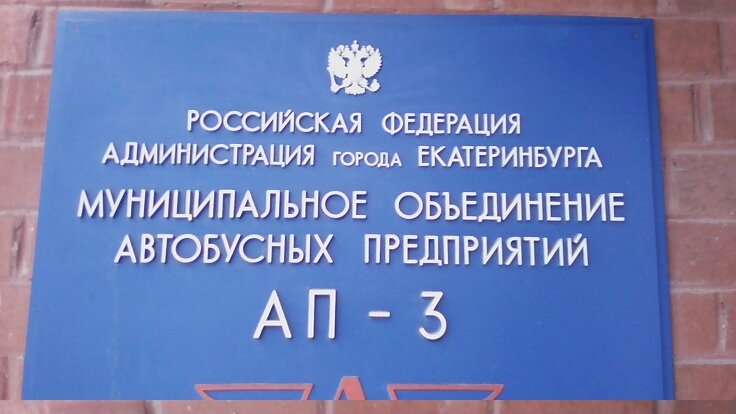 РОССИЙСКАЯ ФЕДЕРАЦИЯ
АДМИНИСТРАЦИЯ ГОРОДА ЕКАТЕРИНБУРГА
МУНИЦИПАЛЬНОЕ ОБЪЕДИНЕНИЕ
АВТОБУСНЫХ ПРЕДПРИЯТИЙ
АП - 3